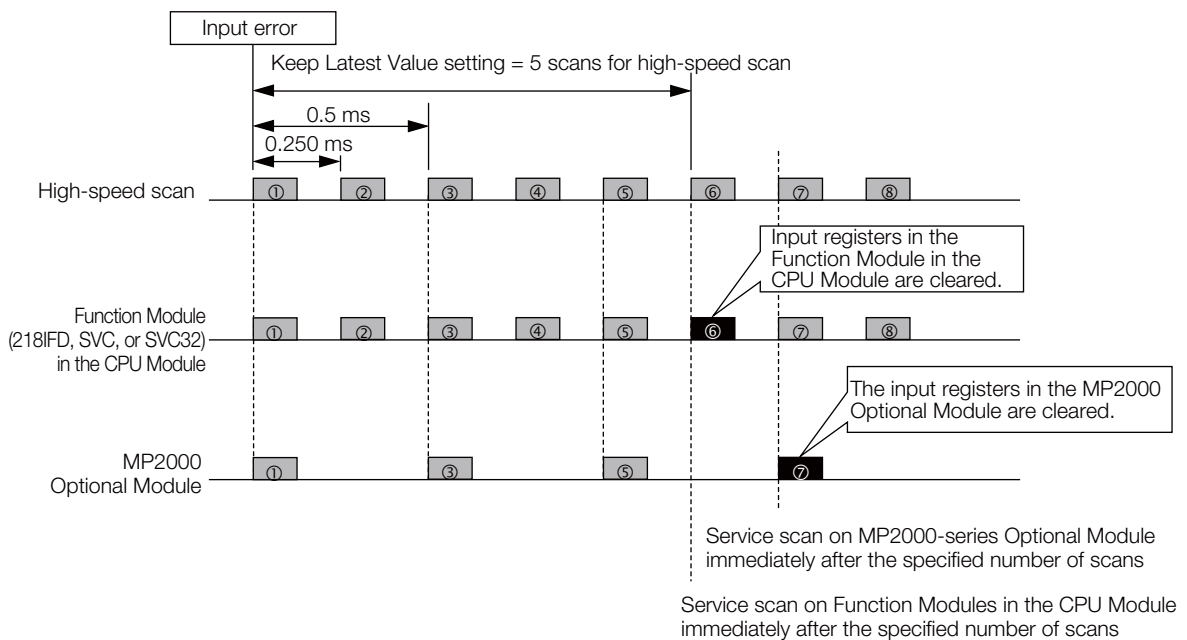 Input error
Keep Latest Value setting = 5 scans for high-speed scan
0.5 ms
0.250 ms
High-speed scan
① ② ③ ④ ⑤ ⑥ ⑦ ⑧
Input registers in the
Function Module in the
CPU Module are cleared.
Function Module
(218IFD, SVC, or SVC32)
in the CPU Module
① ② ③ ④ ⑤ ⑥ ⑦ ⑧
The input registers in the MP2000
Optional Module are cleared.
MP2000
Optional Module
① ③ ⑤ ⑦
Service scan on MP2000-series Optional Module
immediately after the specified number of scans
Service scan on Function Modules in the CPU Module
immediately after the specified number of scans